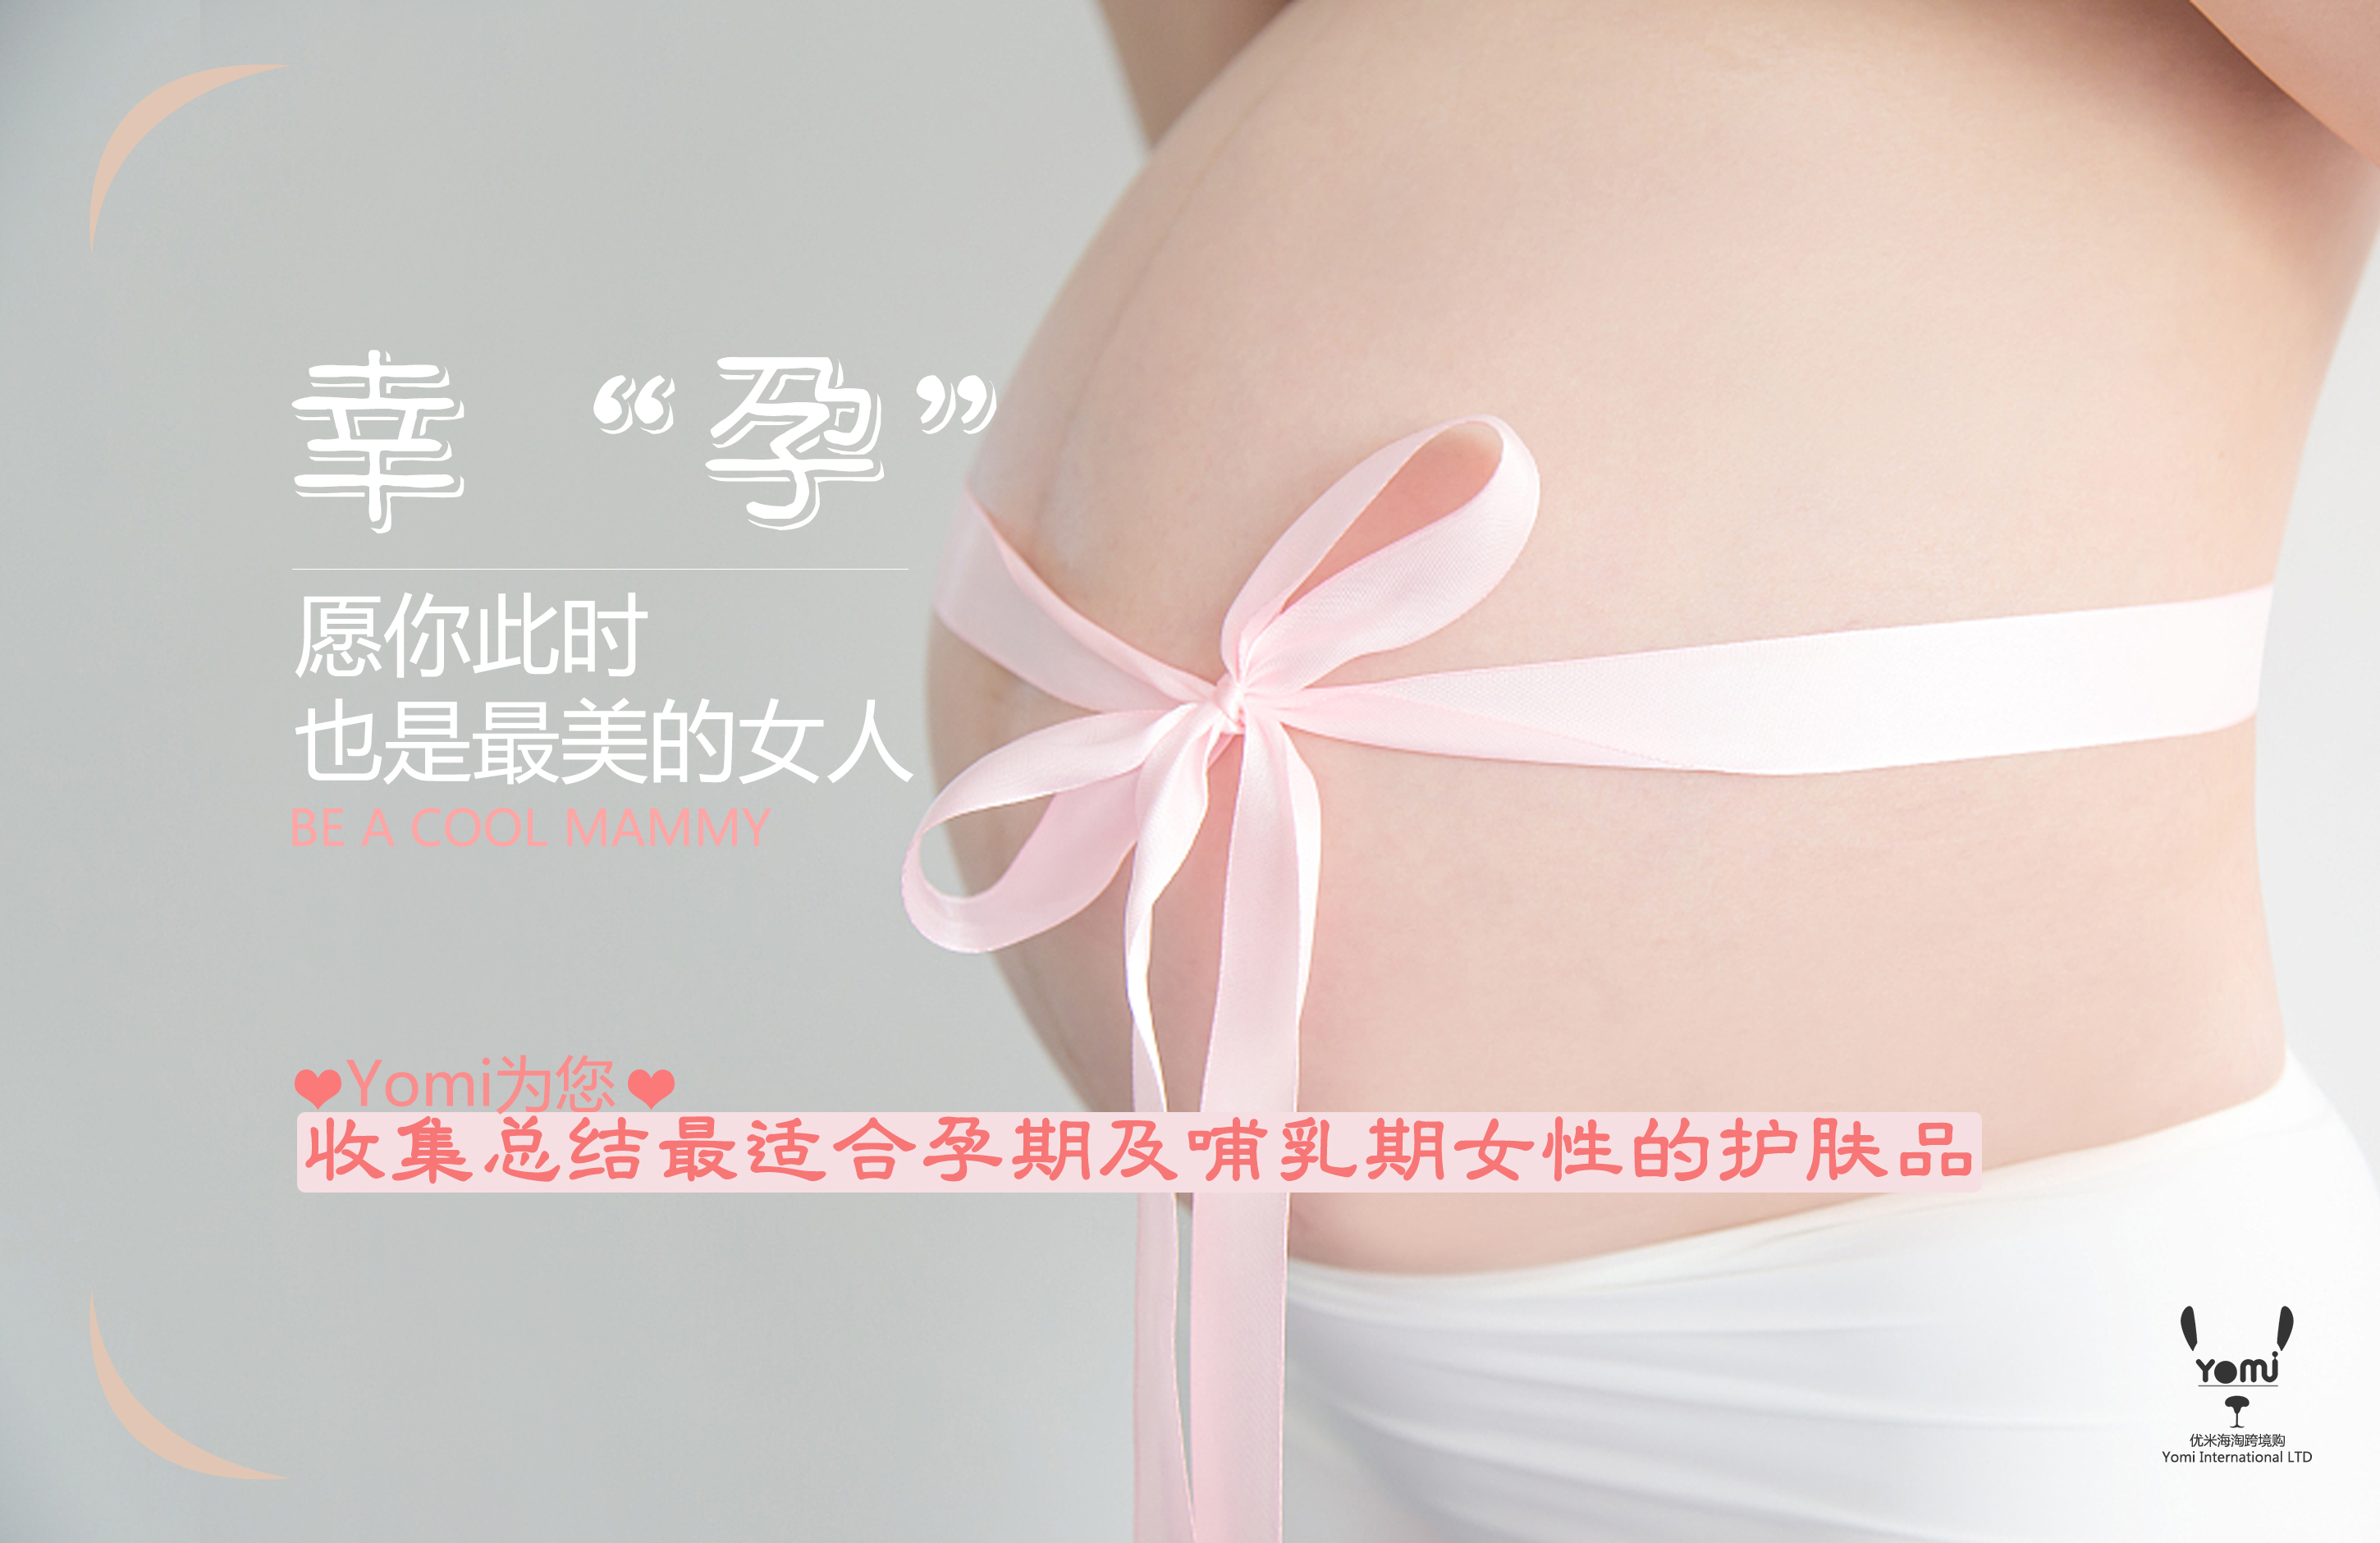 幸 “孕”
愿你此时
也是最美的女人
BE A COOL MAMMY
❤Yomi为您❤
收集总结最适合孕期及哺乳期女性的护肤品
Yomi
优米海淘跨境购
Yomi International LTD